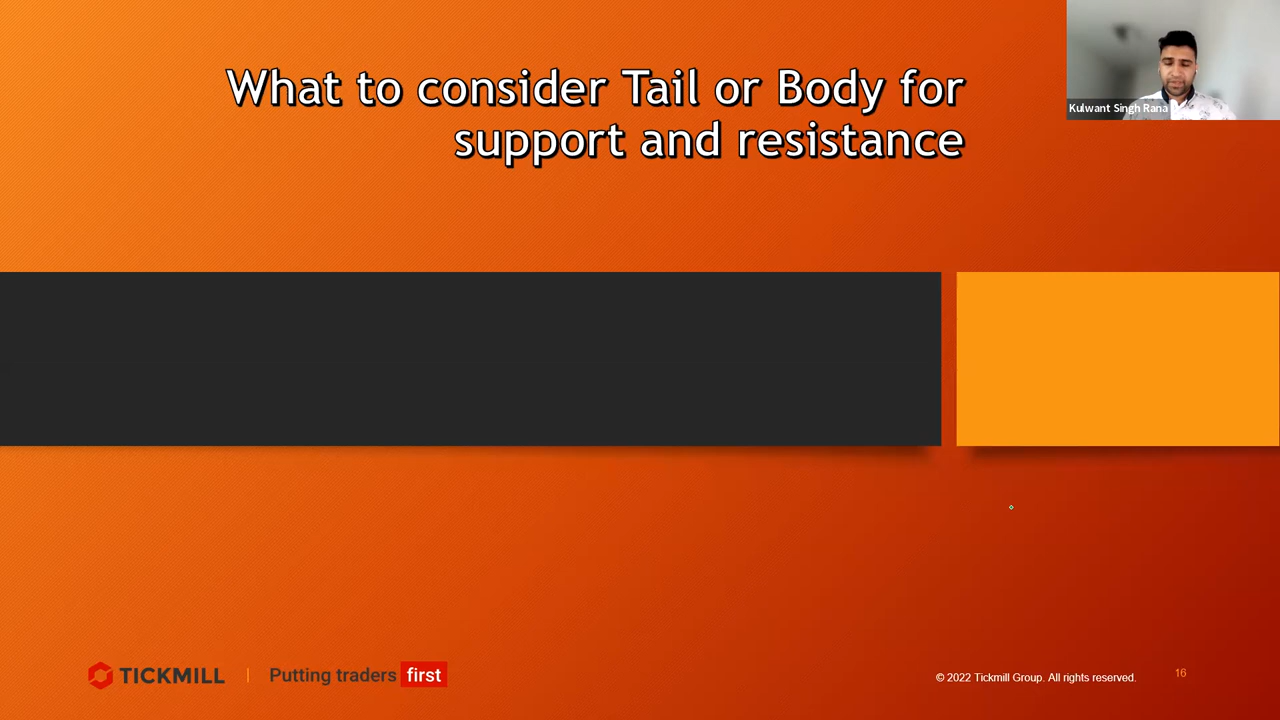 What to consider Tail or Body for
support and resistance
Kulwant Singh Rana
TICKMILL | Putting traders first
© 2022 Tickmill Group. All rights reserved.
16